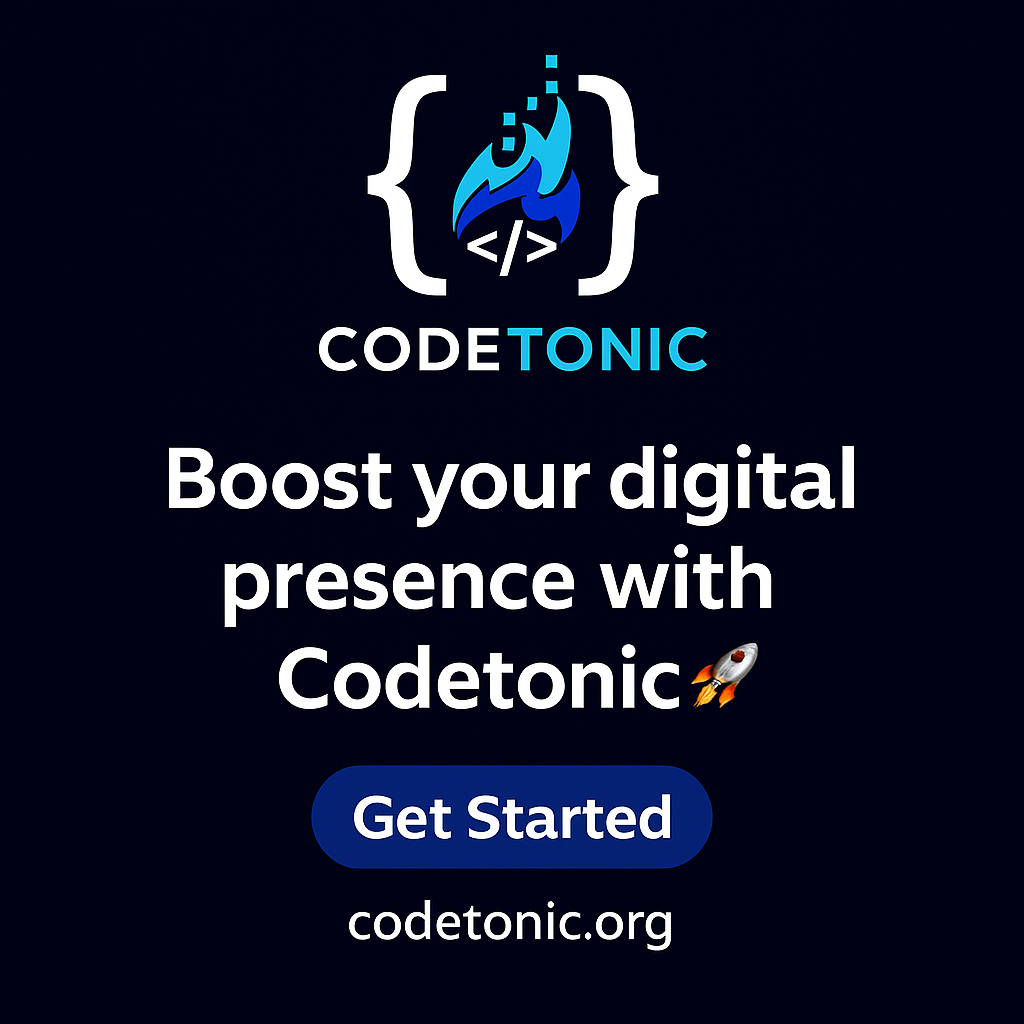 { </> }
CODETONIC
Boost your digital
presence with
Codetonic🚀
Get Started
codetonic.org